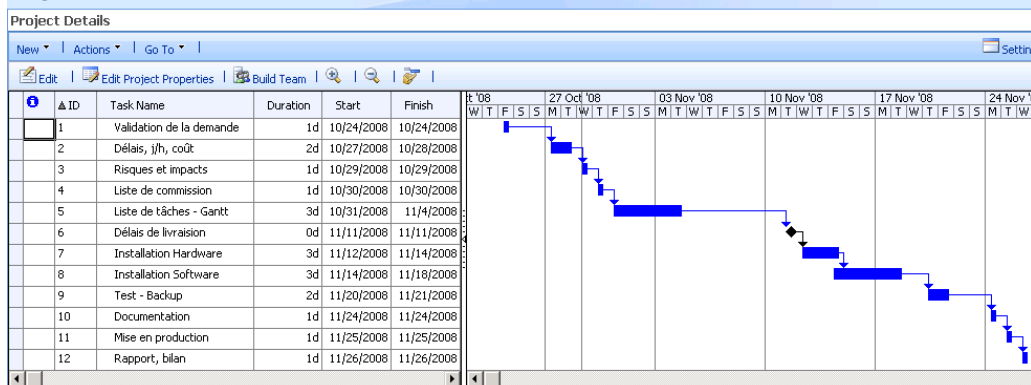 Project Details
New Actions Go To Settin
Edit Edit Project Properties Build Team
ID Task Name Duration Start Finish
t '08 27 Oct '08 03 Nov '08 10 Nov '08 17 Nov '08 24 Nov '
W T F S S M T W T F S S M T W T F S S M T W T F S S M T W T F S S M T W
1 Validation de la demande 1d 10/24/2008 10/24/2008
2 Délais, j/h, coût 2d 10/27/2008 10/28/2008
3 Risques et impacts 1d 10/29/2008 10/29/2008
4 Liste de commission 1d 10/30/2008 10/30/2008
5 Liste de tâches - Gantt 3d 10/31/2008 11/4/2008
6 Délais de livraision 0d 11/11/2008 11/11/2008
7 Installation Hardware 3d 11/12/2008 11/14/2008
8 Installation Software 3d 11/14/2008 11/18/2008
9 Test - Backup 2d 11/20/2008 11/21/2008
10 Documentation 1d 11/24/2008 11/24/2008
11 Mise en production 1d 11/25/2008 11/25/2008
12 Rapport, bilan 1d 11/26/2008 11/26/2008